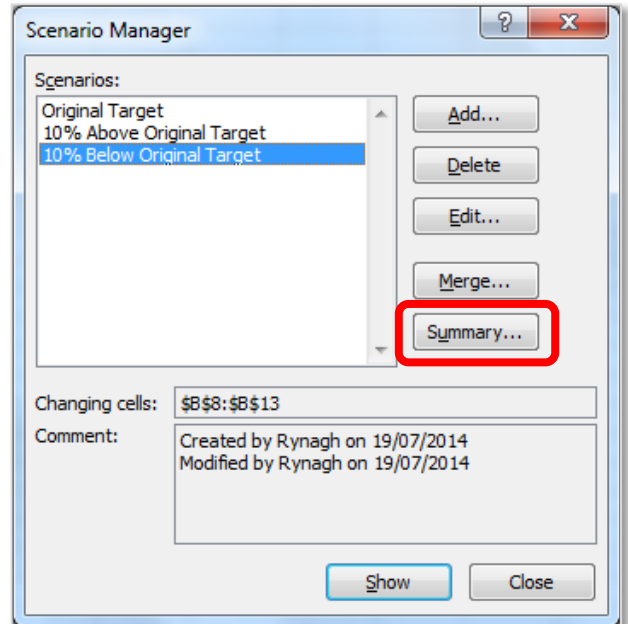 Scenario Manager
Scenarios:
Original Target
10% Above Original Target
10% Below Original Target
Add...
Delete
Edit...
Merge...
Summary...
Changing cells: $B$8:$B$13
Comment: Created by Rynagh on 19/07/2014
Modified by Rynagh on 19/07/2014
Show Close